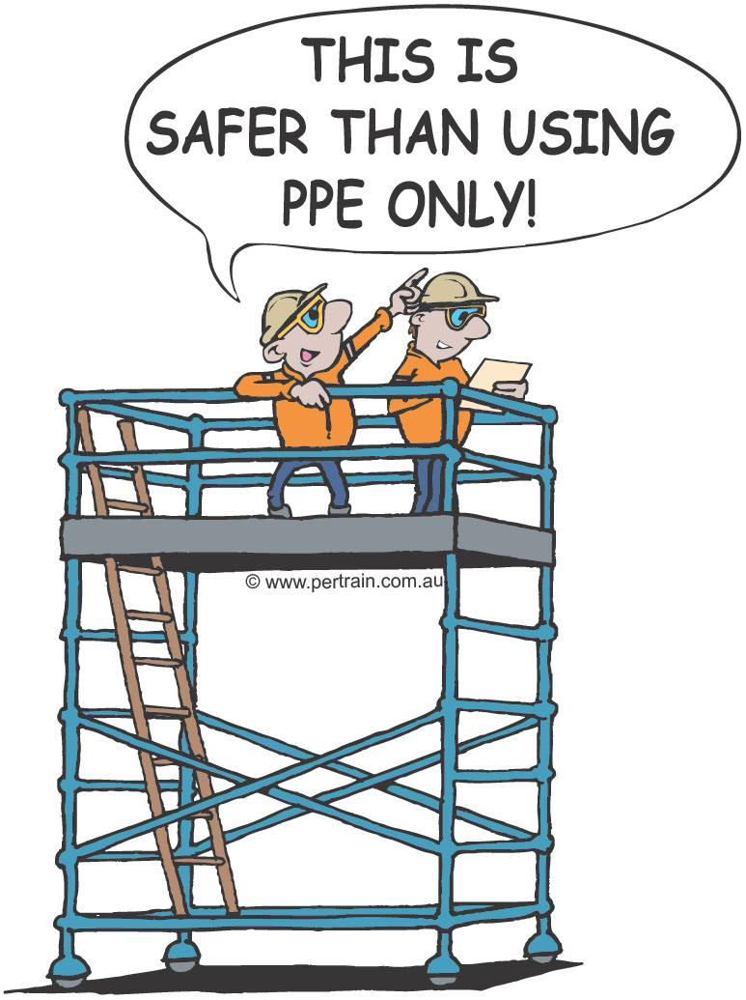 THIS IS
SAFER THAN USING
PPE ONLY!
© www.pertrain.com.au